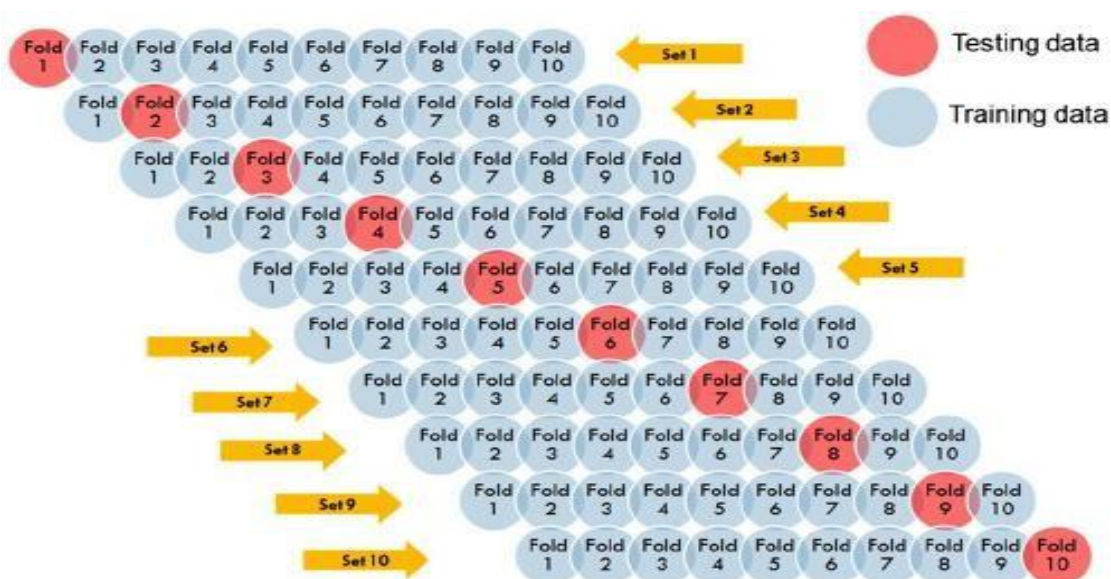 Fold 1 Fold 2 Fold 3 Fold 4 Fold 5 Fold 6 Fold 7 Fold 8 Fold 9 Fold 10 Set 1
Testing data
Fold 1 Fold 2 Fold 3 Fold 4 Fold 5 Fold 6 Fold 7 Fold 8 Fold 9 Fold 10 Set 2
Training data
Fold 1 Fold 2 Fold 3 Fold 4 Fold 5 Fold 6 Fold 7 Fold 8 Fold 9 Fold 10 Set 3
Fold 1 Fold 2 Fold 3 Fold 4 Fold 5 Fold 6 Fold 7 Fold 8 Fold 9 Fold 10 Set 4
Fold 1 Fold 2 Fold 3 Fold 4 Fold 5 Fold 6 Fold 7 Fold 8 Fold 9 Fold 10 Set 5
Set 6 Fold 1 Fold 2 Fold 3 Fold 4 Fold 5 Fold 6 Fold 7 Fold 8 Fold 9 Fold 10
Set 7 Fold 1 Fold 2 Fold 3 Fold 4 Fold 5 Fold 6 Fold 7 Fold 8 Fold 9 Fold 10
Set 8 Fold 1 Fold 2 Fold 3 Fold 4 Fold 5 Fold 6 Fold 7 Fold 8 Fold 9 Fold 10
Set 9 Fold 1 Fold 2 Fold 3 Fold 4 Fold 5 Fold 6 Fold 7 Fold 8 Fold 9 Fold 10
Set 10 Fold 1 Fold 2 Fold 3 Fold 4 Fold 5 Fold 6 Fold 7 Fold 8 Fold 9 Fold 10